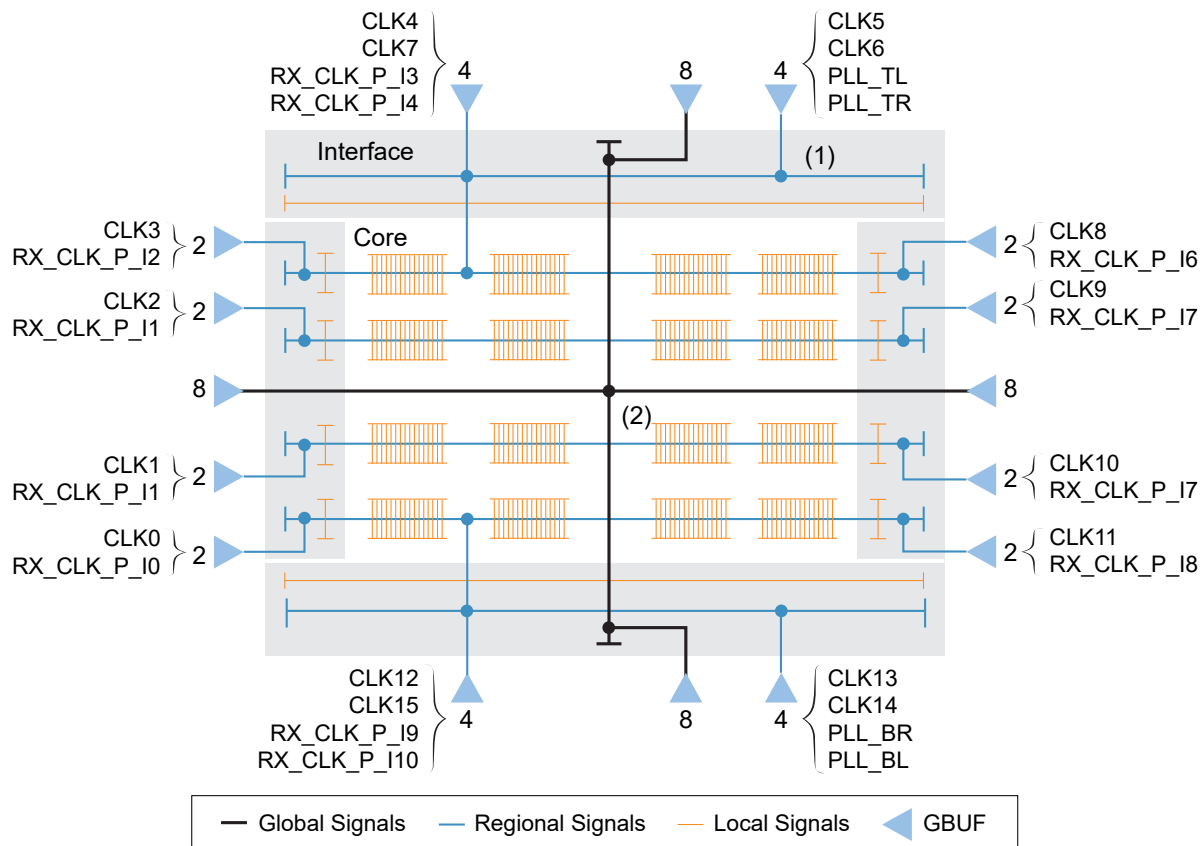 CLK4
CLK7
RX_CLK_P_I3
RX_CLK_P_I4
4
8
4
CLK5
CLK6
PLL_TL
PLL_TR
Interface
(1)
CLK3
RX_CLK_P_I2
2
Core
2
CLK8
RX_CLK_P_I6
CLK2
RX_CLK_P_I1
2
2
CLK9
RX_CLK_P_I7
8
8
(2)
CLK1
RX_CLK_P_I1
2
2
CLK10
RX_CLK_P_I7
CLK0
RX_CLK_P_I0
2
2
CLK11
RX_CLK_P_I8
CLK12
CLK15
RX_CLK_P_I9
RX_CLK_P_I10
4
8
4
CLK13
CLK14
PLL_BR
PLL_BL
Global Signals
Regional Signals
Local Signals
GBUF